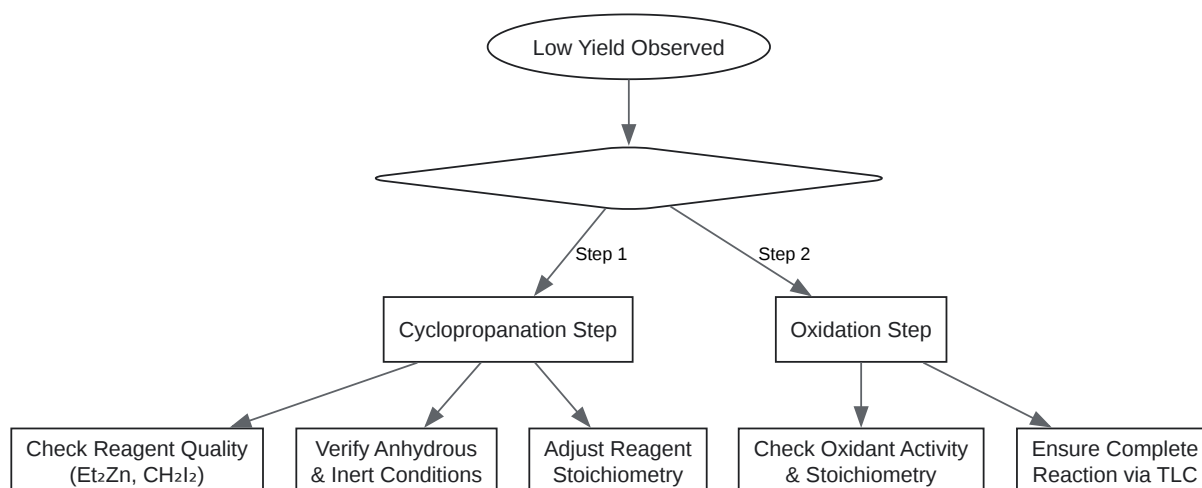 Low Yield Observed
Step 1
Step 2
Cyclopropanation Step
Oxidation Step
Check Reagent Quality
(Et₂Zn, CH₂I₂)
Verify Anhydrous
& Inert Conditions
Adjust Reagent
Stoichiometry
Check Oxidant Activity
& Stoichiometry
Ensure Complete
Reaction via TLC